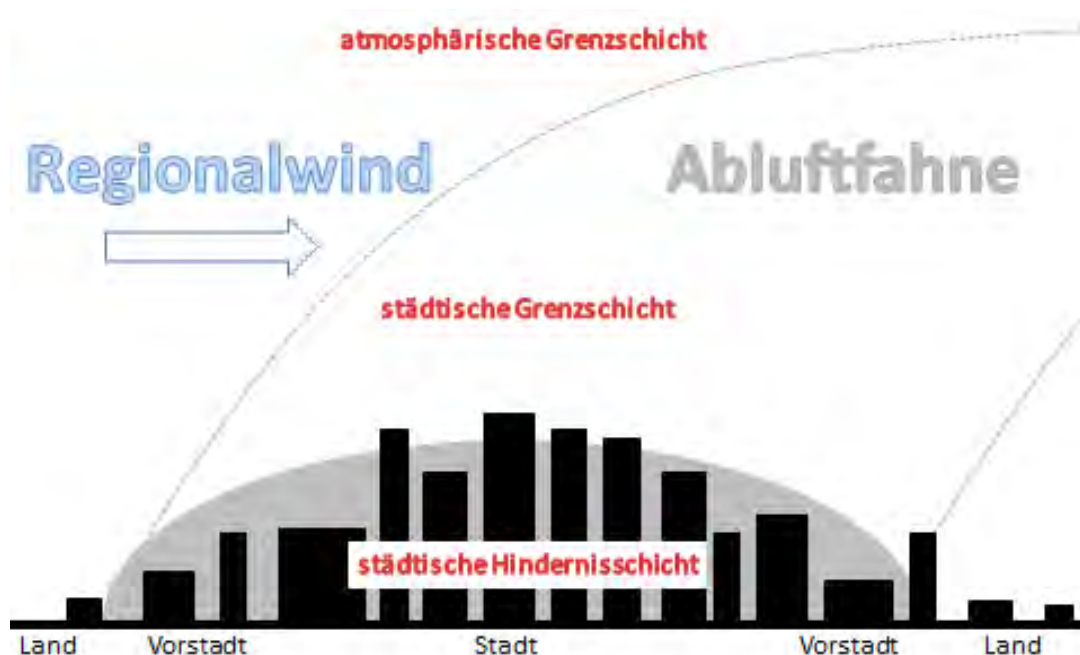 atmosphärische Grenzschicht
Regionalwind
Abluftfahne
städtische Grenzschicht
städtische Hindernisschicht
Land
Vorstadt
Stadt
Vorstadt
Land